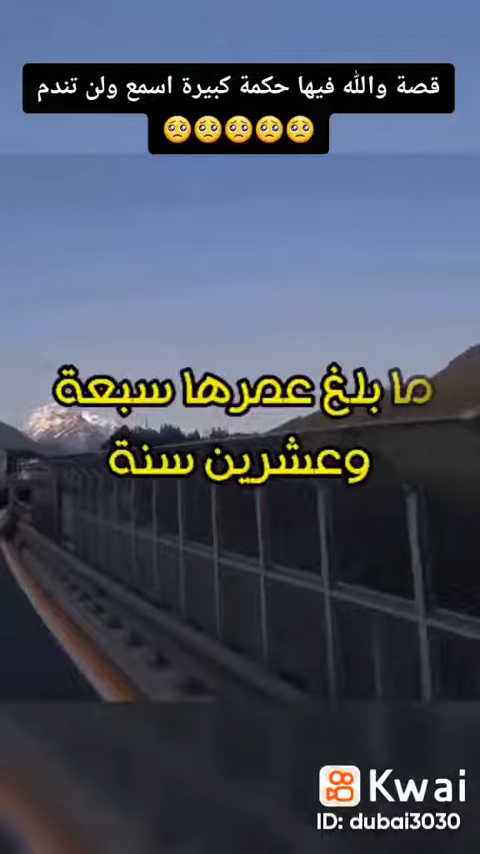 قصة والله فيها حكمة كبيرة اسمع ولن تندم
🥺🥺🥺🥺🥺
ما بلغ عمرها سبعة
وعشرين سنة
Kwai
ID: dubai3030